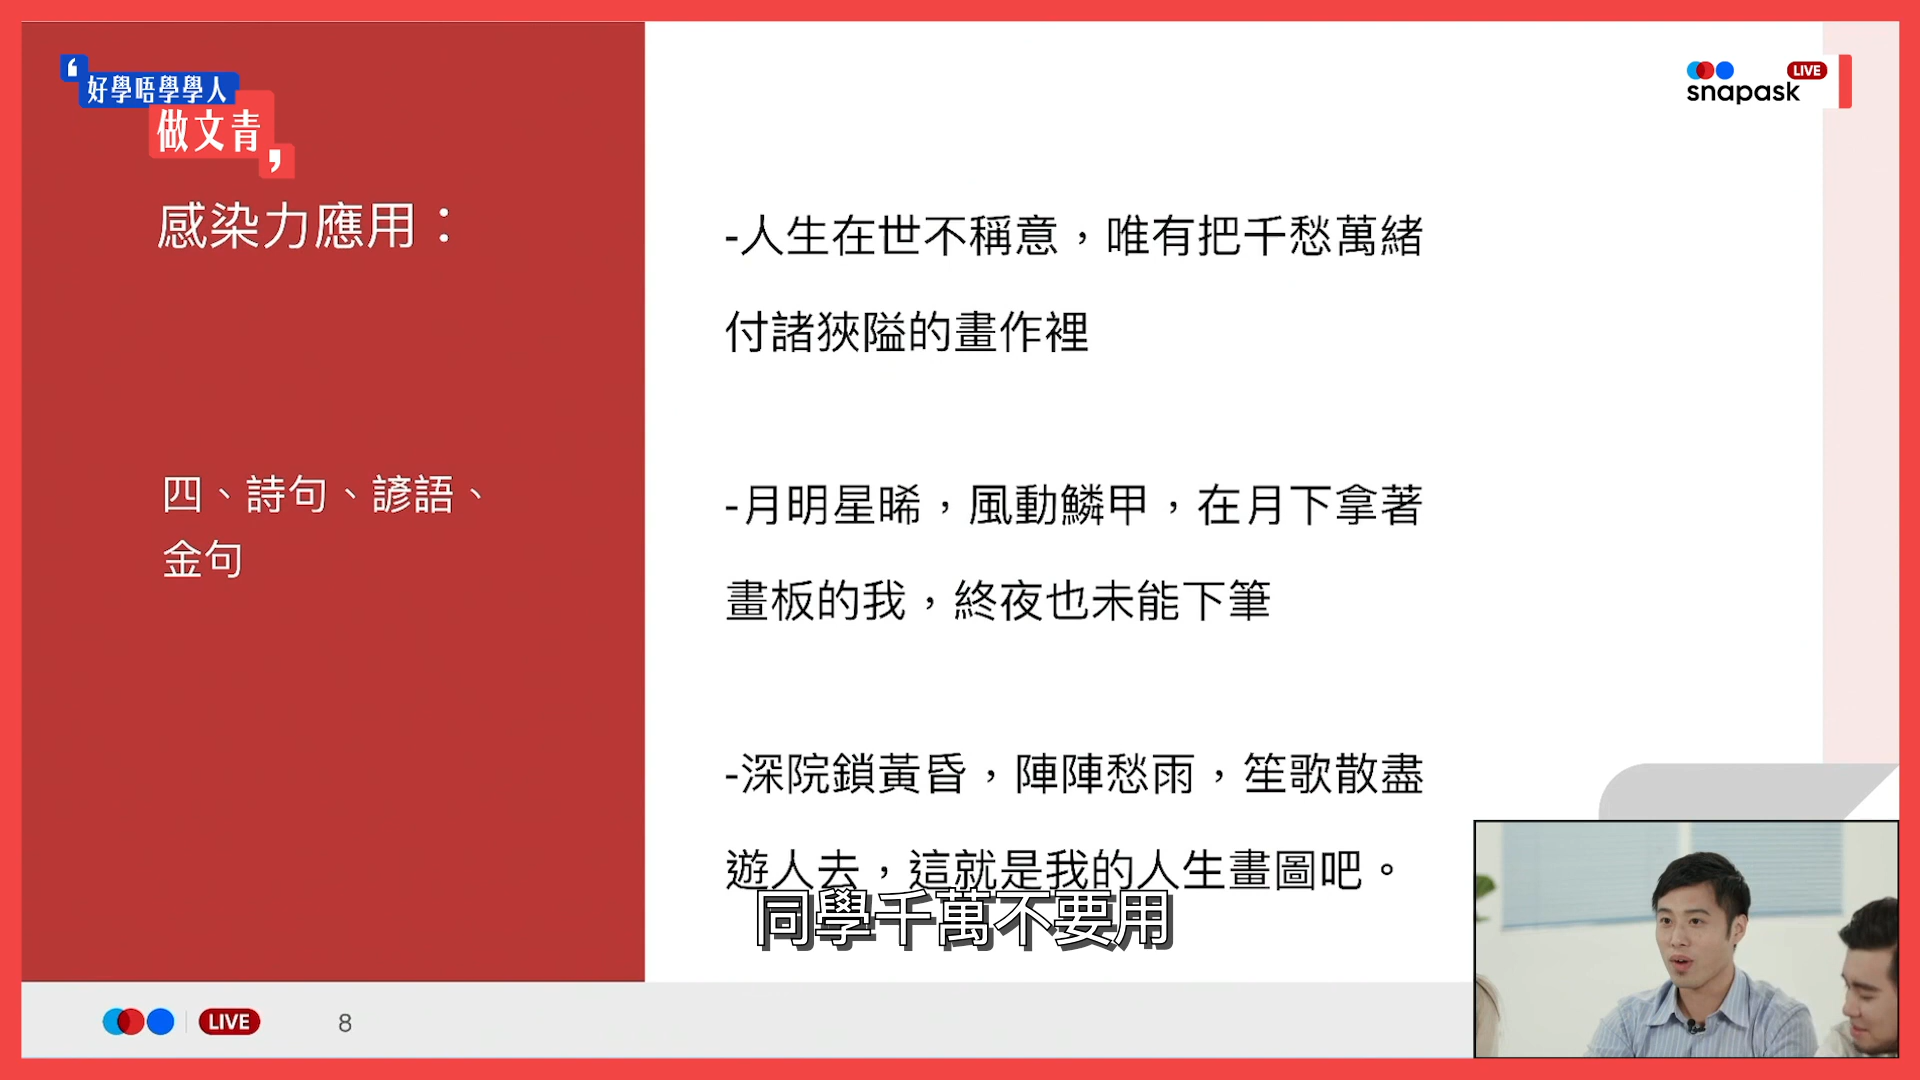 好學唔學學人
做文青
LIVE
snapask
感染力應用：
四、詩句、諺語、
金句
-人生在世不稱意，唯有把千愁萬緒
付諸狹隘的畫作裡
-月明星晞，風動鱗甲，在月下拿著
畫板的我，終夜也未能下筆
-深院鎖黃昏，陣陣愁雨，笙歌散盡
遊人去，這就是我的人生畫圖吧。
同學千萬不要用
LIVE
8